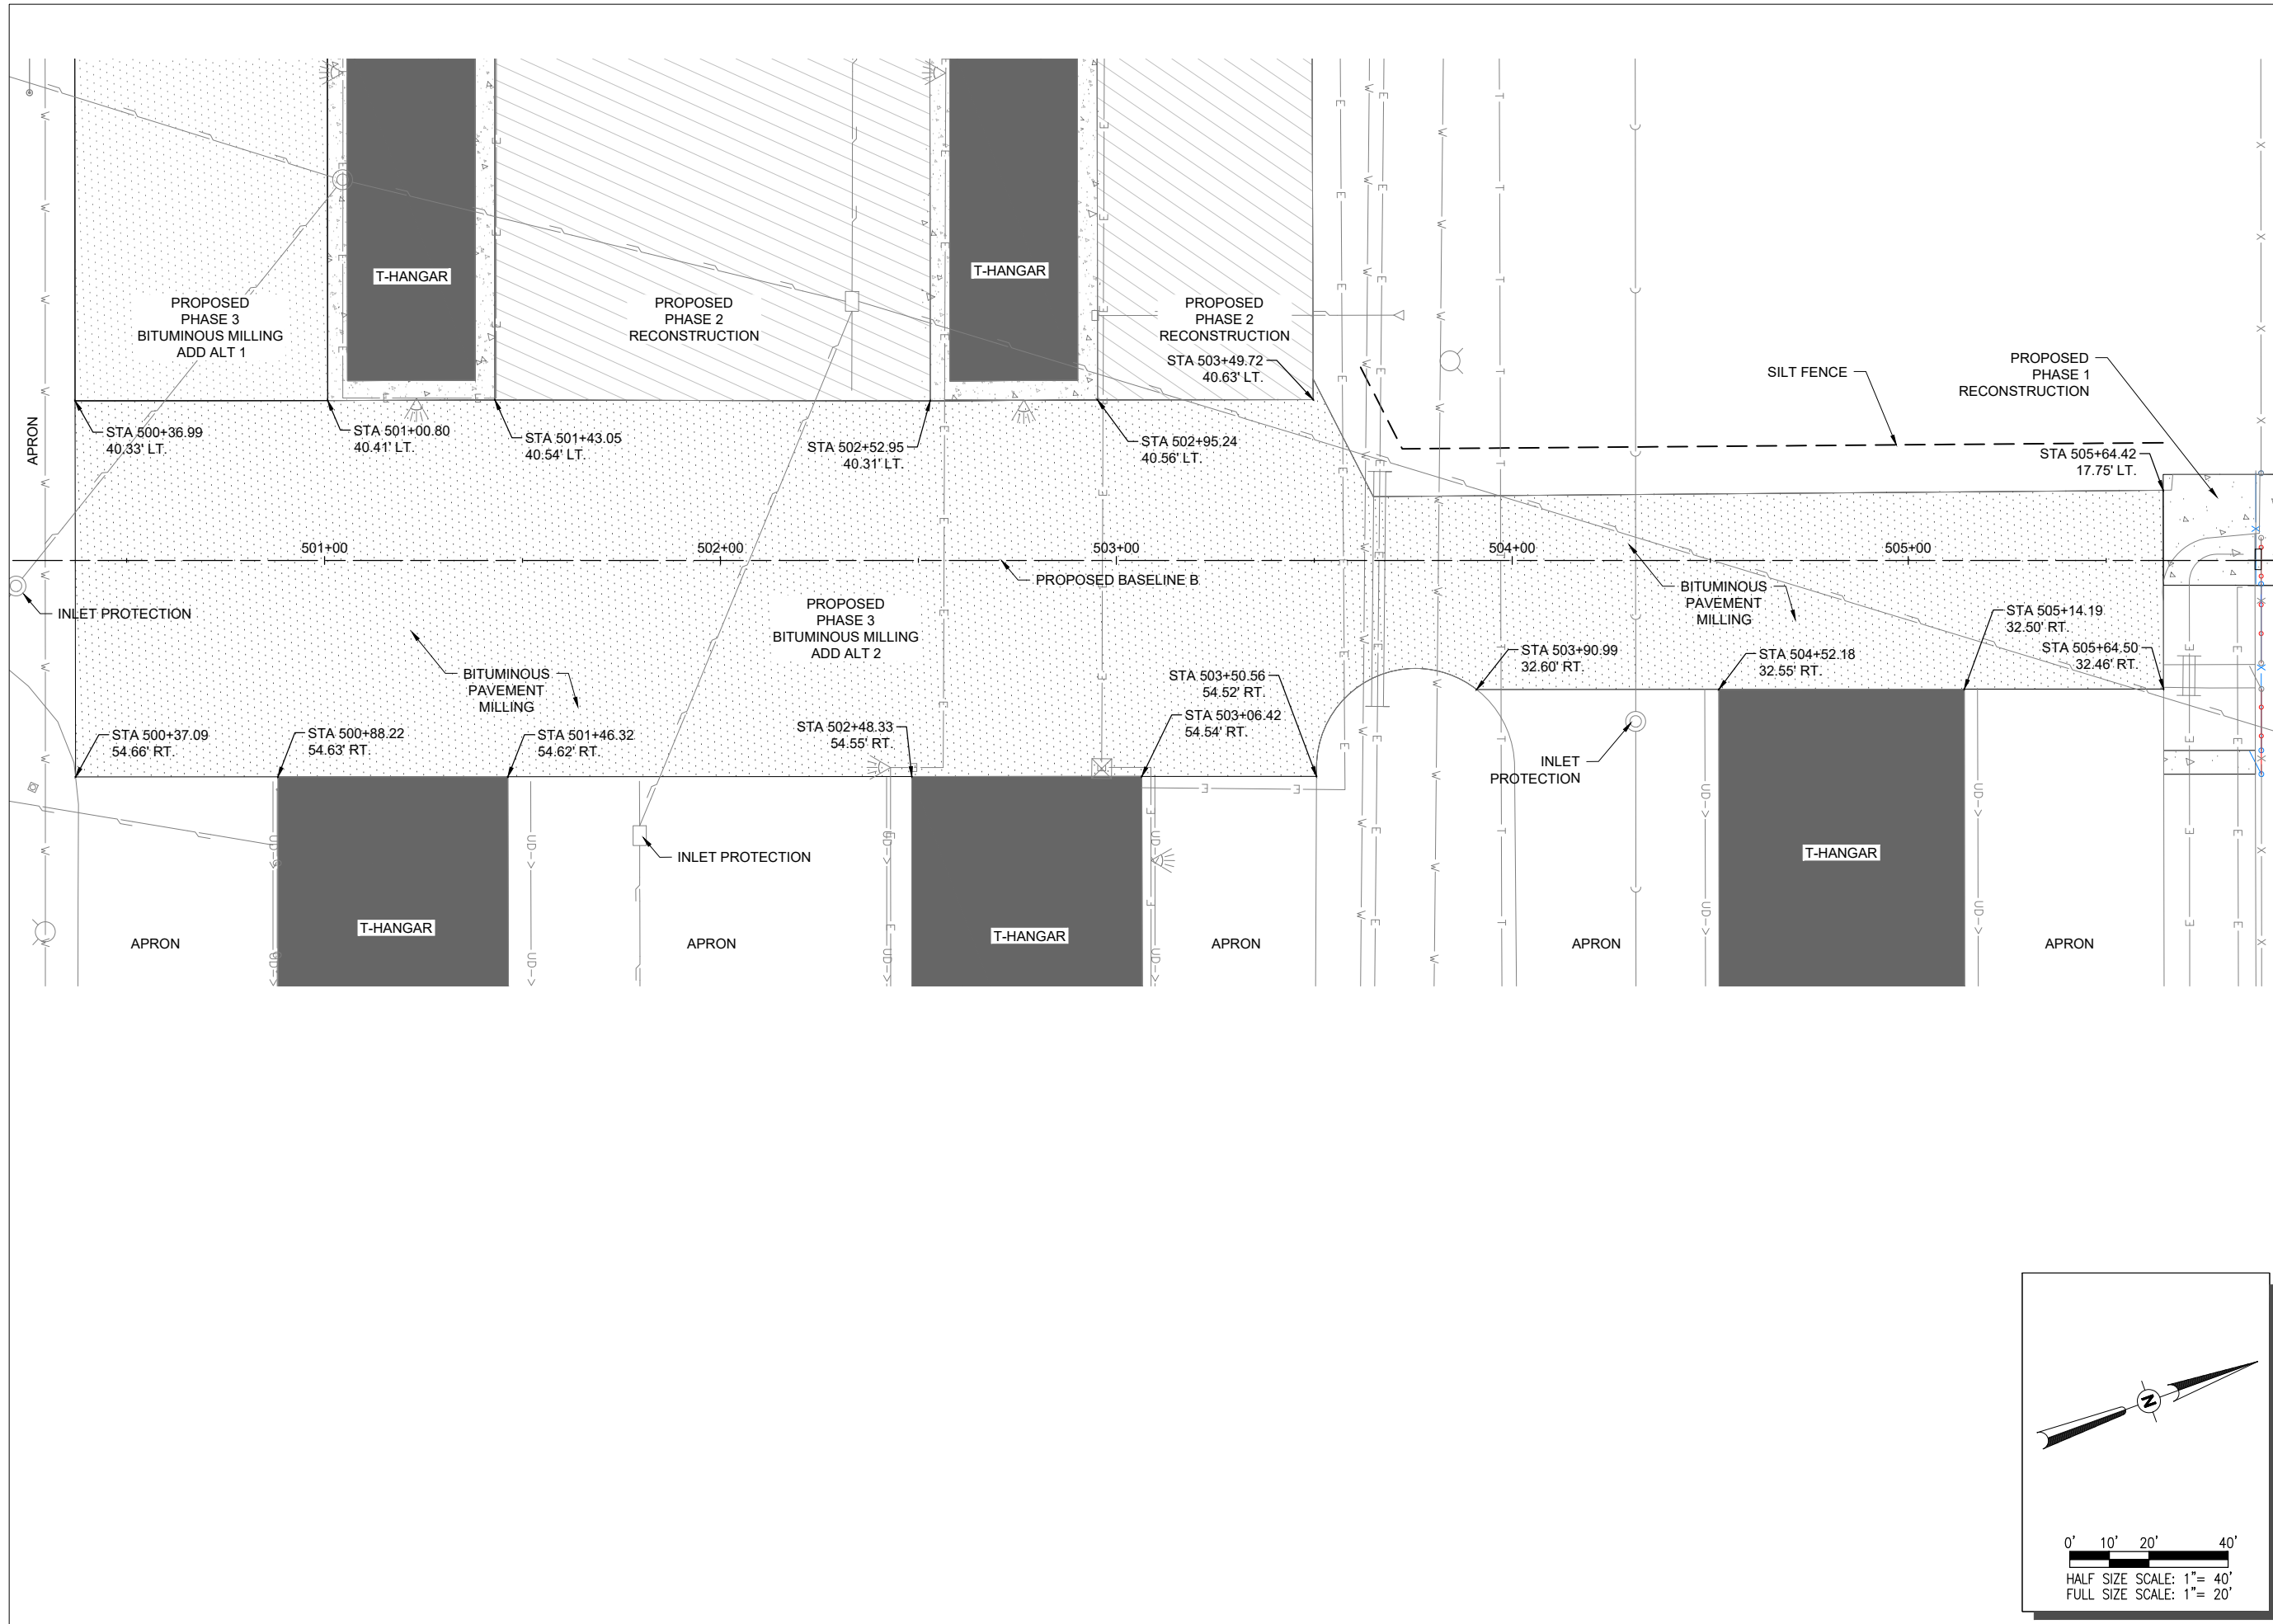 T-HANGAR
T-HANGAR
PROPOSED
PHASE 3
BITUMINOUS MILLING
ADD ALT 1
PROPOSED
PHASE 2
RECONSTRUCTION
PROPOSED
PHASE 2
RECONSTRUCTION
STA 503+49.72
40.63' LT.
SILT FENCE
PROPOSED
PHASE 1
RECONSTRUCTION
APRON
STA 500+36.99
40.33' LT.
STA 501+00.80
40.41' LT.
STA 501+43.05
40.54' LT.
STA 502+52.95
40.31' LT.
STA 502+95.24
40.56' LT.
STA 505+64.42
17.75' LT.
501+00
502+00
503+00
504+00
505+00
PROPOSED BASELINE B
INLET PROTECTION
PROPOSED
PHASE 3
BITUMINOUS MILLING
ADD ALT 2
BITUMINOUS
PAVEMENT
MILLING
BITUMINOUS
PAVEMENT
MILLING
STA 505+14.19
32.50' RT.
STA 503+90.99
32.60' RT.
STA 504+52.18
32.55' RT.
STA 505+64.50
32.46' RT.
STA 503+50.56
54.52' RT.
STA 503+06.42
54.54' RT.
STA 500+37.09
54.66' RT.
STA 500+88.22
54.63' RT.
STA 501+46.32
54.62' RT.
STA 502+48.33
54.55' RT.
INLET
PROTECTION
INLET PROTECTION
T-HANGAR
T-HANGAR
T-HANGAR
APRON
APRON
APRON
APRON
APRON
N
0' 10' 20' 40'
HALF SIZE SCALE: 1"= 40'
FULL SIZE SCALE: 1"= 20'